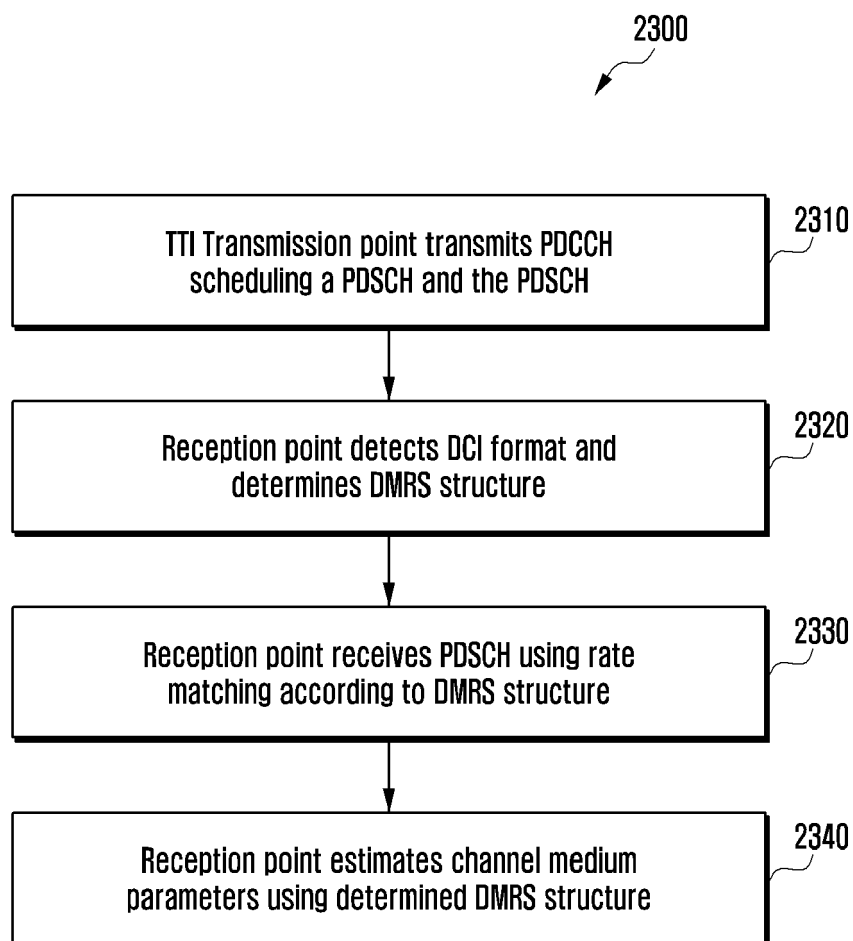 2300
2310
TTI Transmission point transmits PDCCH
scheduling a PDSCH and the PDSCH
2320
Reception point detects DCI format and
determines DMRS structure
2330
Reception point receives PDSCH using rate
matching according to DMRS structure
2340
Reception point estimates channel medium
parameters using determined DMRS structure